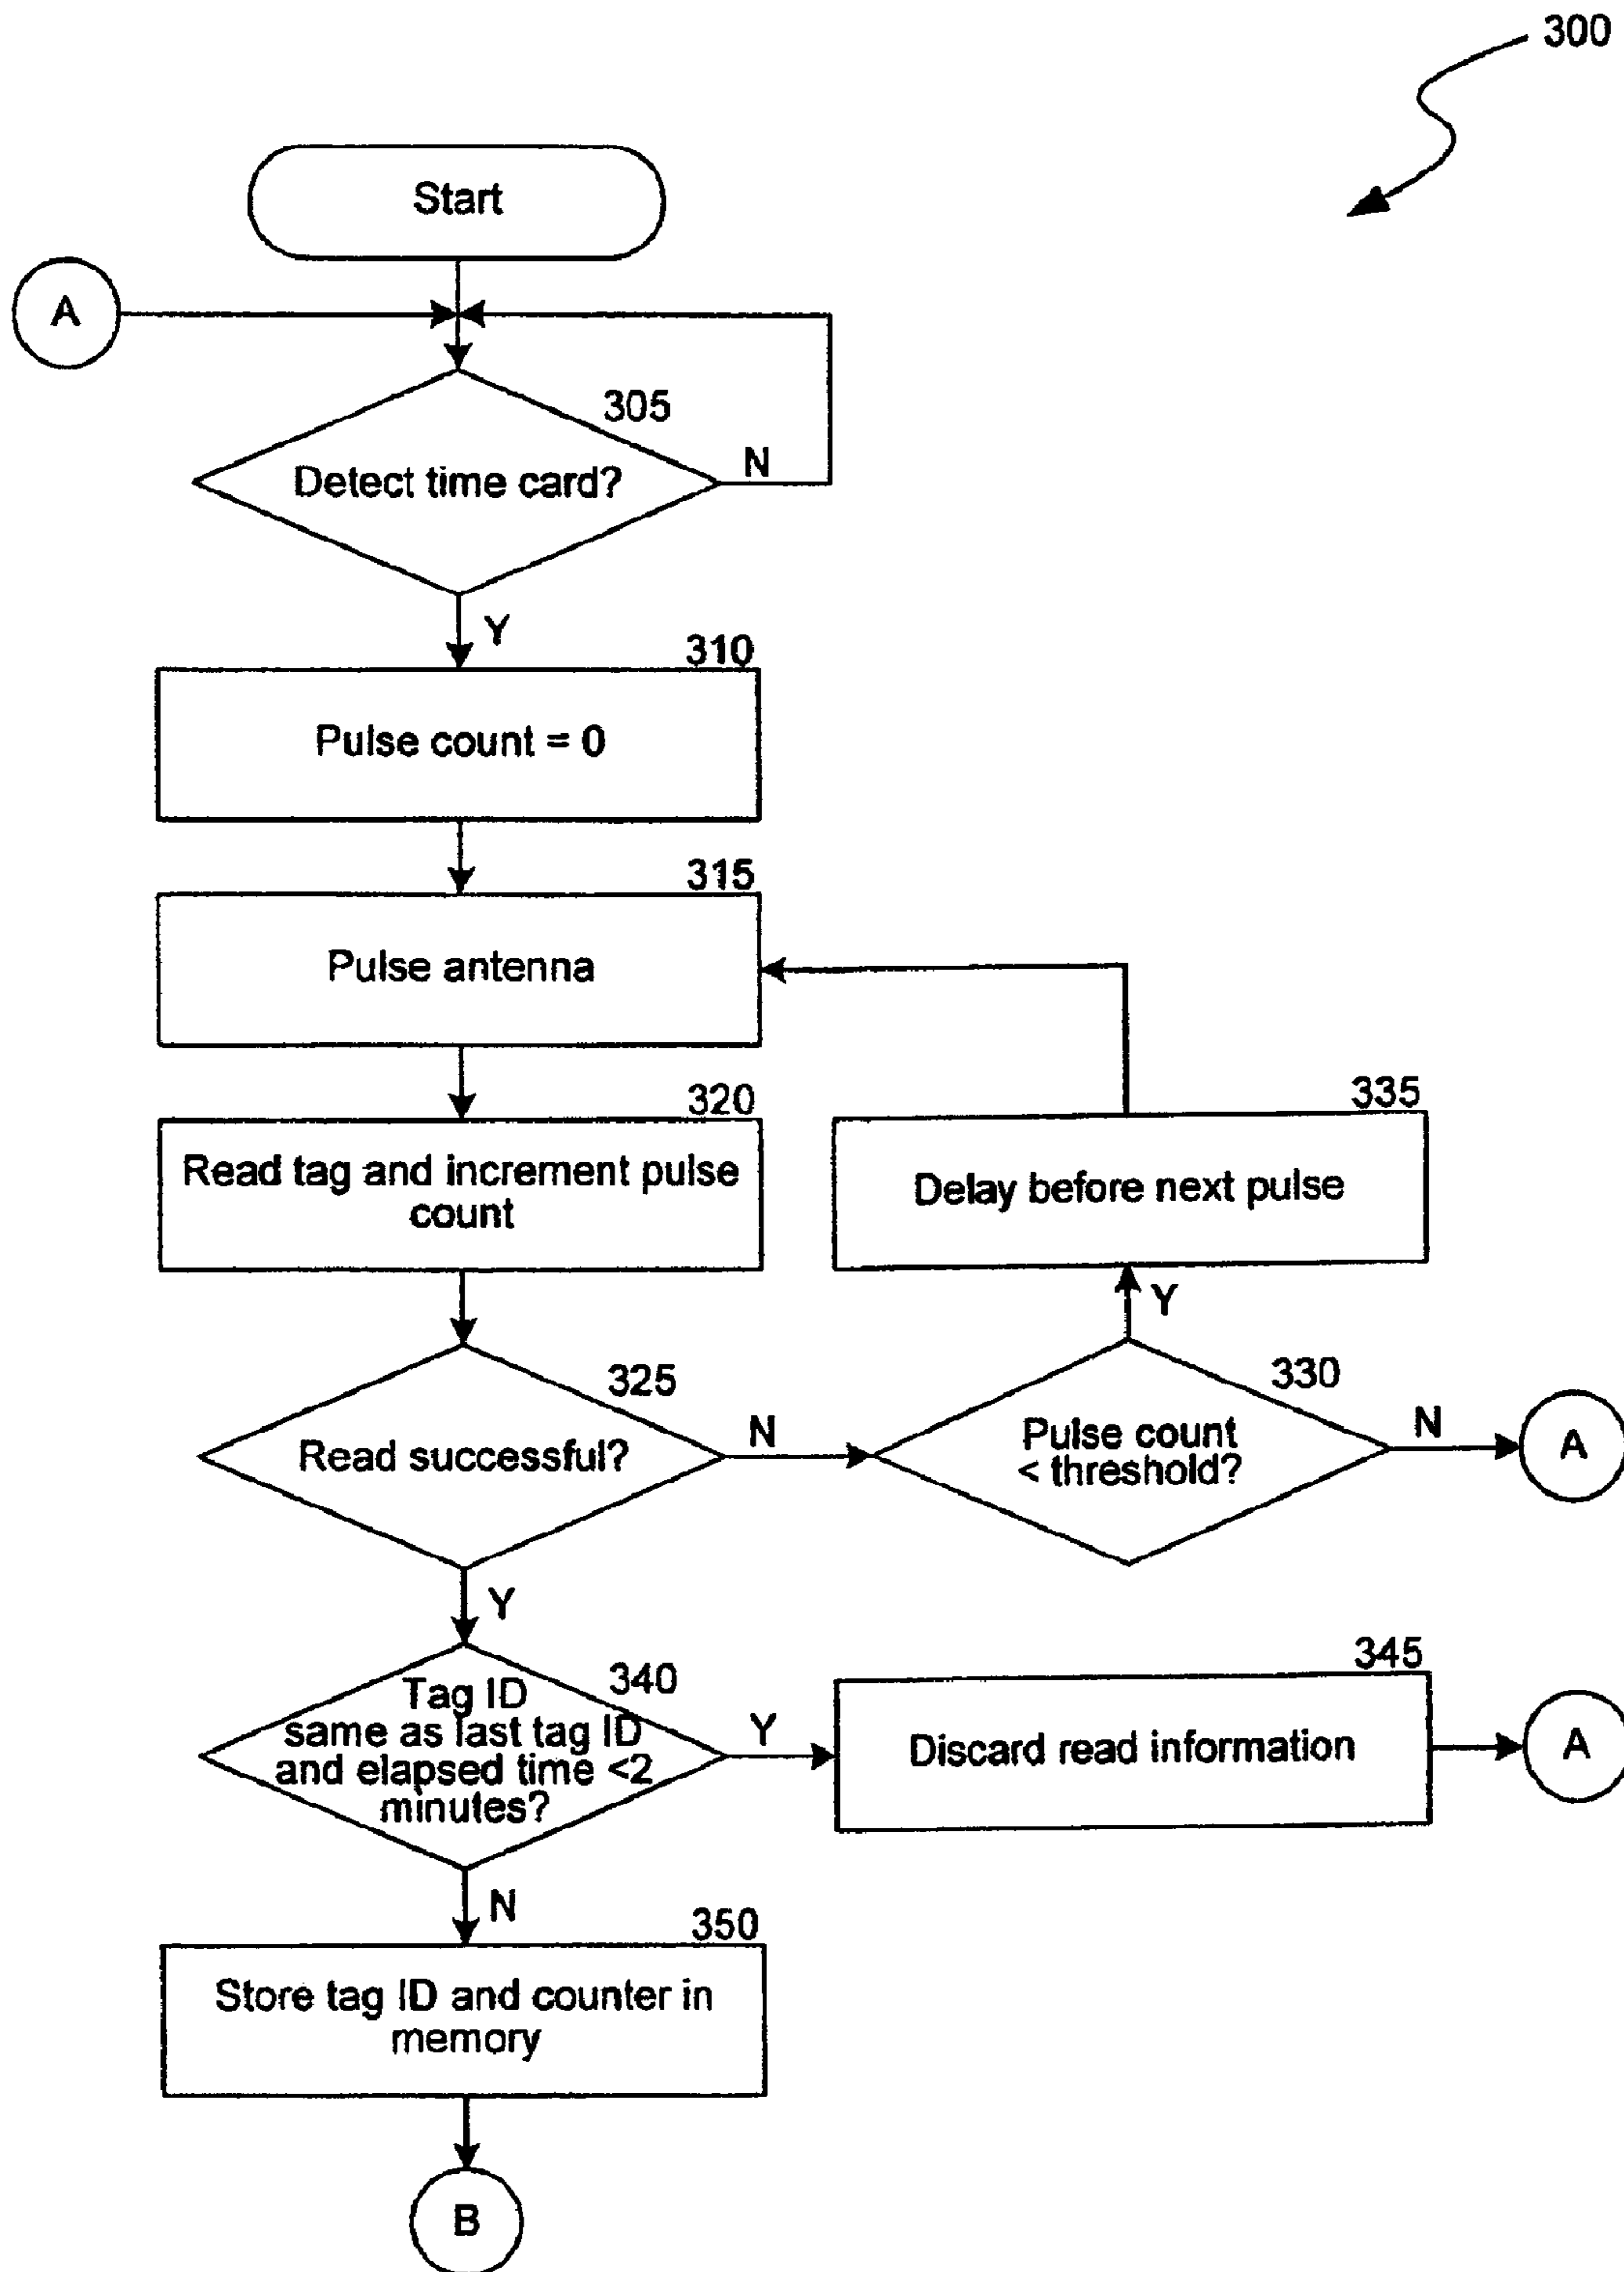 300
Start
A
305
Detect time card?
N
Y
310
Pulse count = 0
315
Pulse antenna
320
Read tag and increment pulse
count
335
Delay before next pulse
Y
325
Read successful?
N
330
Pulse count
< threshold?
N
A
Y
340
Tag ID
same as last tag ID
and elapsed time <2
minutes?
Y
345
Discard read information
A
N
350
Store tag ID and counter in
memory
B